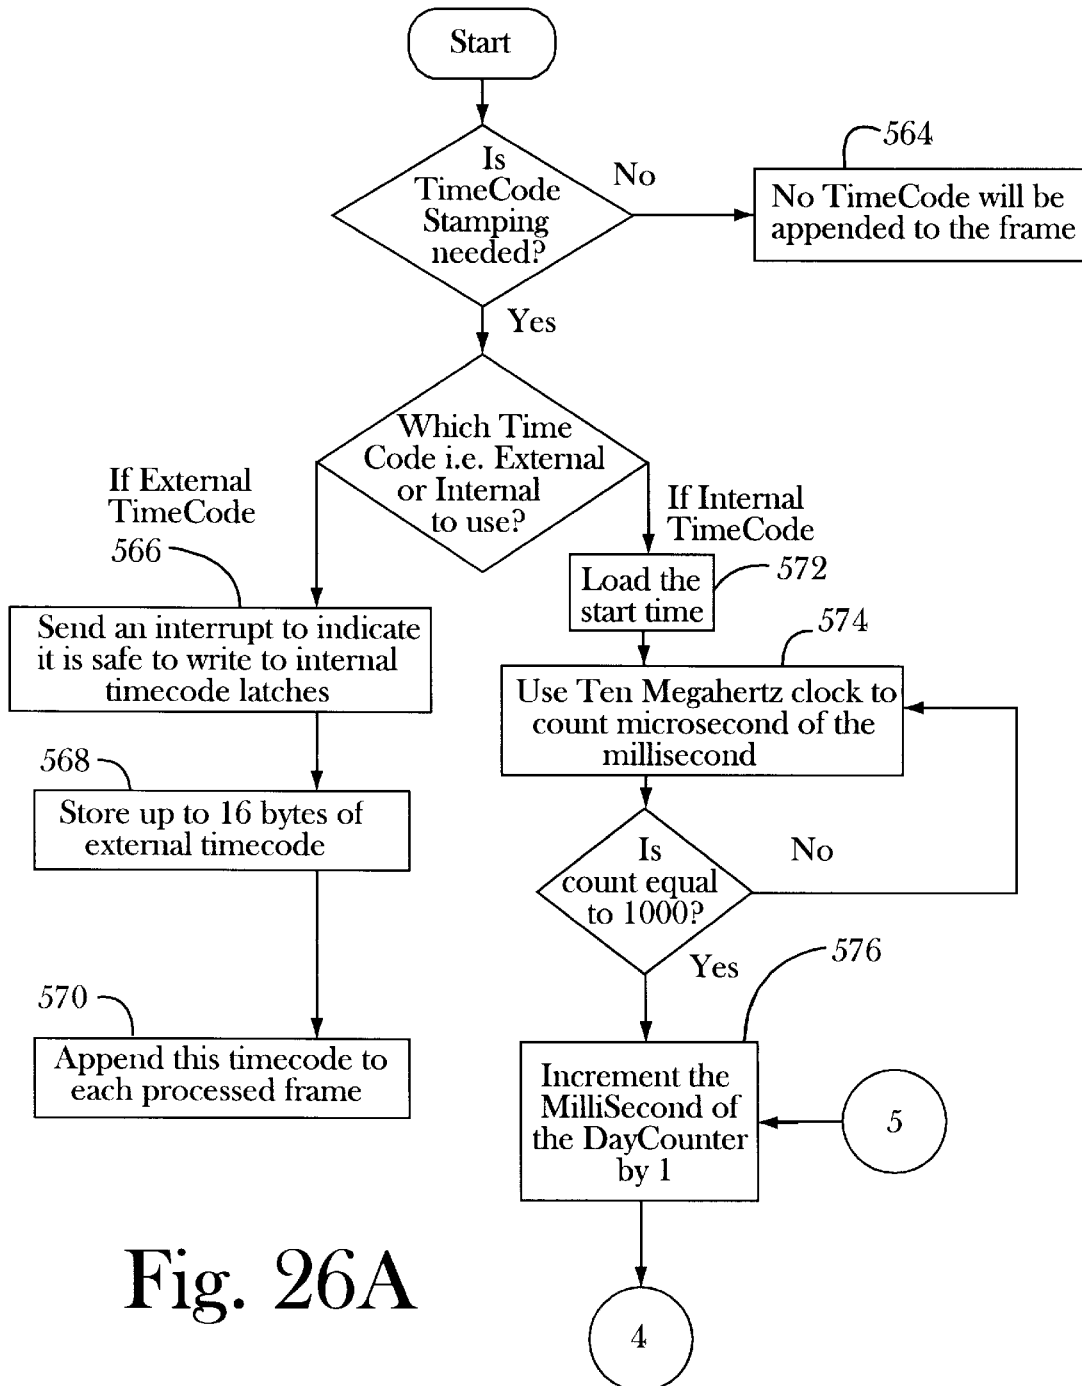 Start
Is
TimeCode
Stamping
needed?
No
564
No TimeCode will be
appended to the frame
Yes
Which Time
Code i.e. External
or Internal
to use?
If External
TimeCode
If Internal
TimeCode
566
Send an interrupt to indicate
it is safe to write to internal
timecode latches
572
Load the
start time
574
Use Ten Megahertz clock to
count microsecond of the
millisecond
568
Store up to 16 bytes of
external timecode
Is
count equal
to 1000?
No
Yes
570
Append this timecode to
each processed frame
576
Increment the
MilliSecond of
the DayCounter
by 1
5
4
Fig. 26A